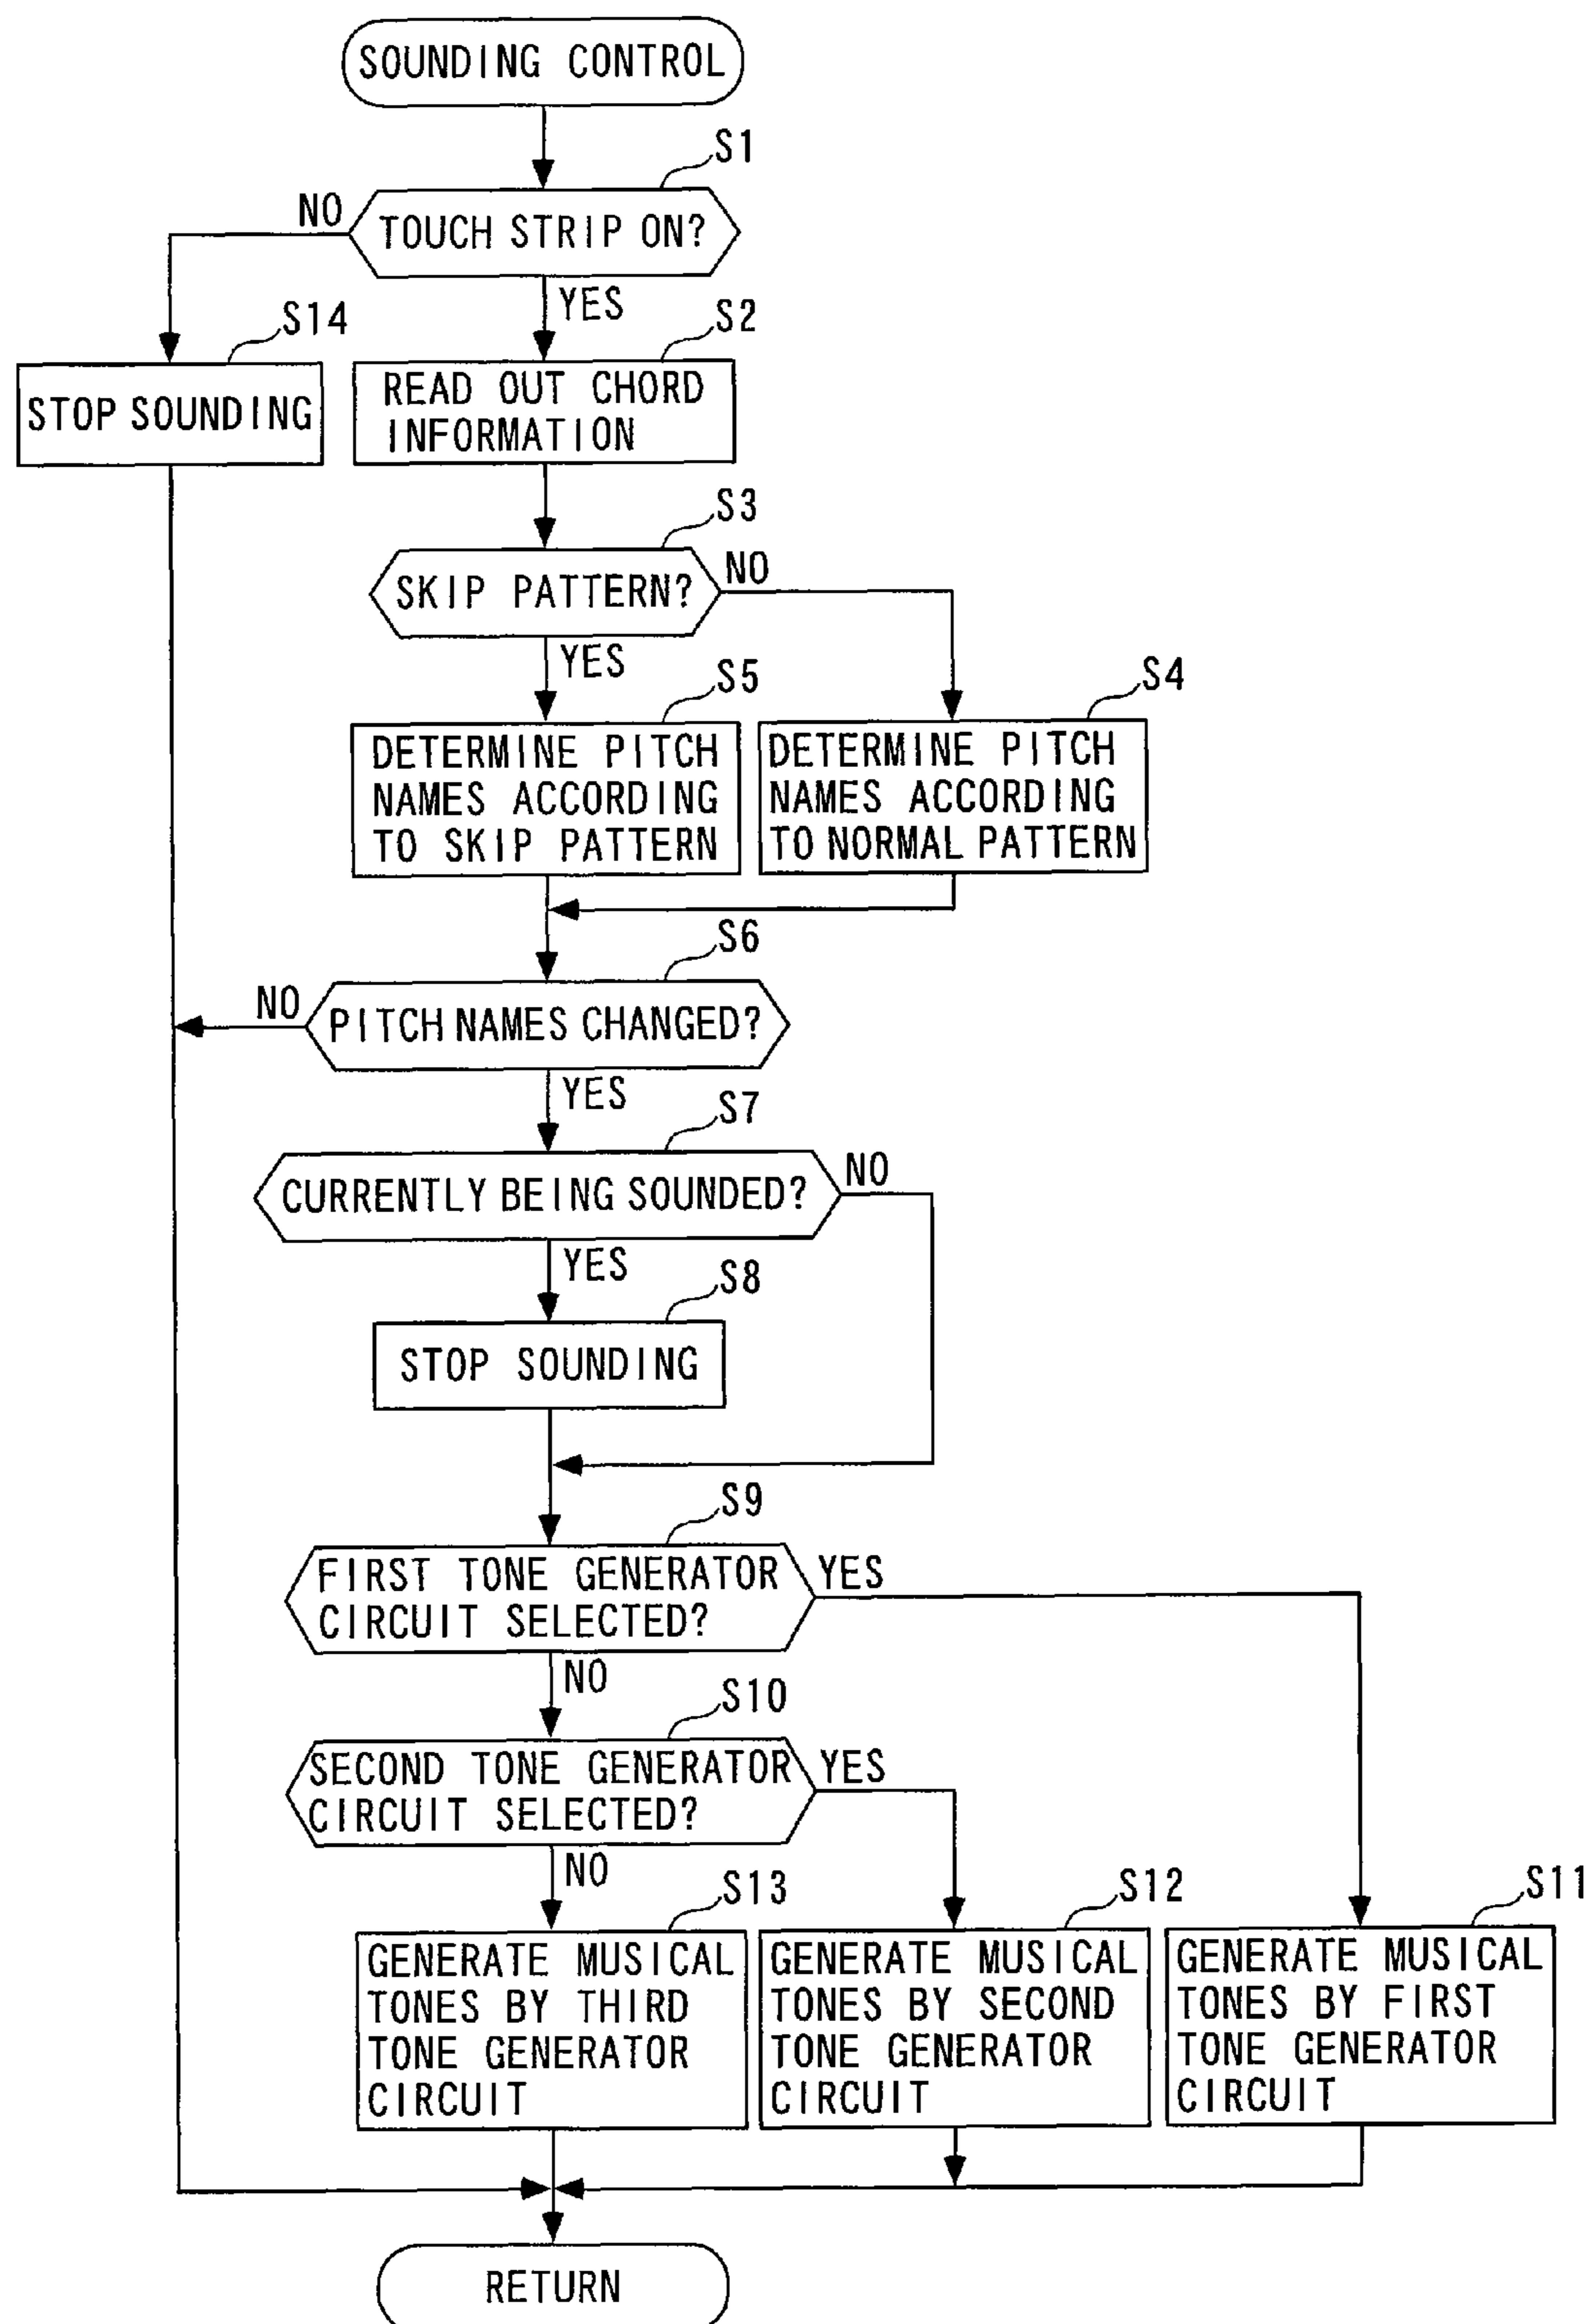 SOUNDING CONTROL
S1
NO
TOUCH STRIP ON?
YES
S14
S2
STOP SOUNDING
READ OUT CHORD
INFORMATION
S3
SKIP PATTERN?
NO
YES
S5
S4
DETERMINE PITCH
NAMES ACCORDING
TO SKIP PATTERN
DETERMINE PITCH
NAMES ACCORDING
TO NORMAL PATTERN
S6
NO
PITCH NAMES CHANGED?
YES
S7
CURRENTLY BEING SOUNDED?
NO
YES
S8
STOP SOUNDING
S9
FIRST TONE GENERATOR
CIRCUIT SELECTED?
YES
NO
S10
SECOND TONE GENERATOR
CIRCUIT SELECTED?
YES
NO
S13
S12
S11
GENERATE MUSICAL
TONES BY THIRD
TONE GENERATOR
CIRCUIT
GENERATE MUSICAL
TONES BY SECOND
TONE GENERATOR
CIRCUIT
GENERATE MUSICAL
TONES BY FIRST
TONE GENERATOR
CIRCUIT
RETURN